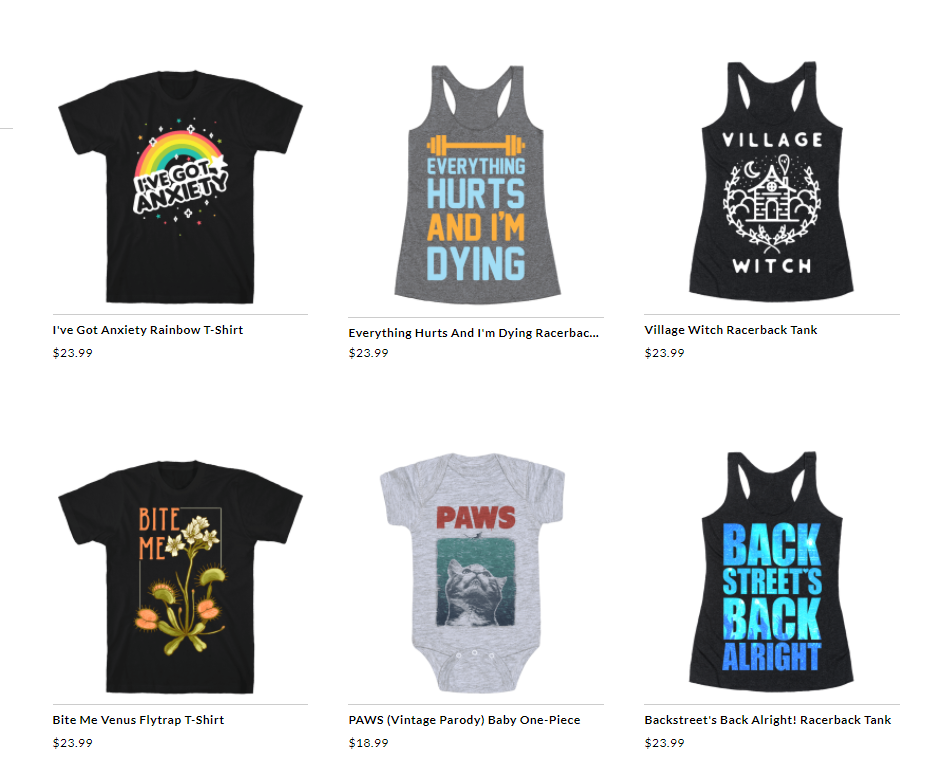 I'VE GOT
ANXIETY
EVERYTHING
HURTS
AND I'M
DYING
VILLAGE
WITCH
I've Got Anxiety Rainbow T-Shirt
$23.99
Everything Hurts And I'm Dying Racerbac...
$23.99
Village Witch Racerback Tank
$23.99
BITE
ME
PAWS
BACK
STREET'S
BACK
ALRIGHT
Bite Me Venus Flytrap T-Shirt
$23.99
PAWS (Vintage Parody) Baby One-Piece
$18.99
Backstreet's Back Alright! Racerback Tank
$23.99